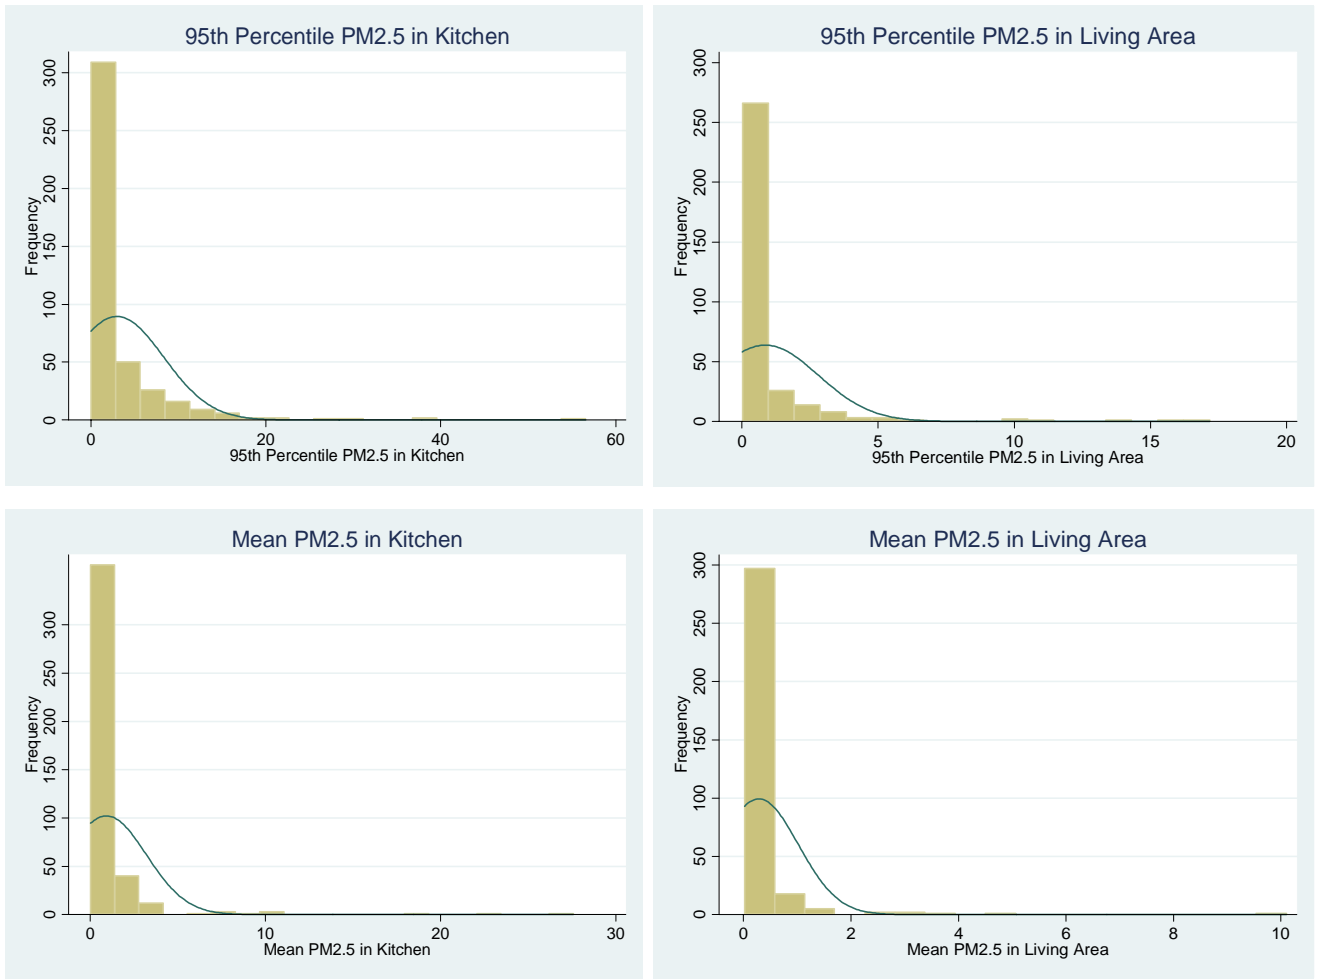 95th Percentile PM2.5 in Kitchen
300
250
200
150
100
50
0
Frequency
0 20 40 60
95th Percentile PM2.5 in Kitchen
95th Percentile PM2.5 in Living Area
300
250
200
150
100
50
0
Frequency
0 5 10 15 20
95th Percentile PM2.5 in Living Area
Mean PM2.5 in Kitchen
300
250
200
150
100
50
0
Frequency
0 10 20 30
Mean PM2.5 in Kitchen
Mean PM2.5 in Living Area
300
250
200
150
100
50
0
Frequency
0 2 4 6 8 10
Mean PM2.5 in Living Area